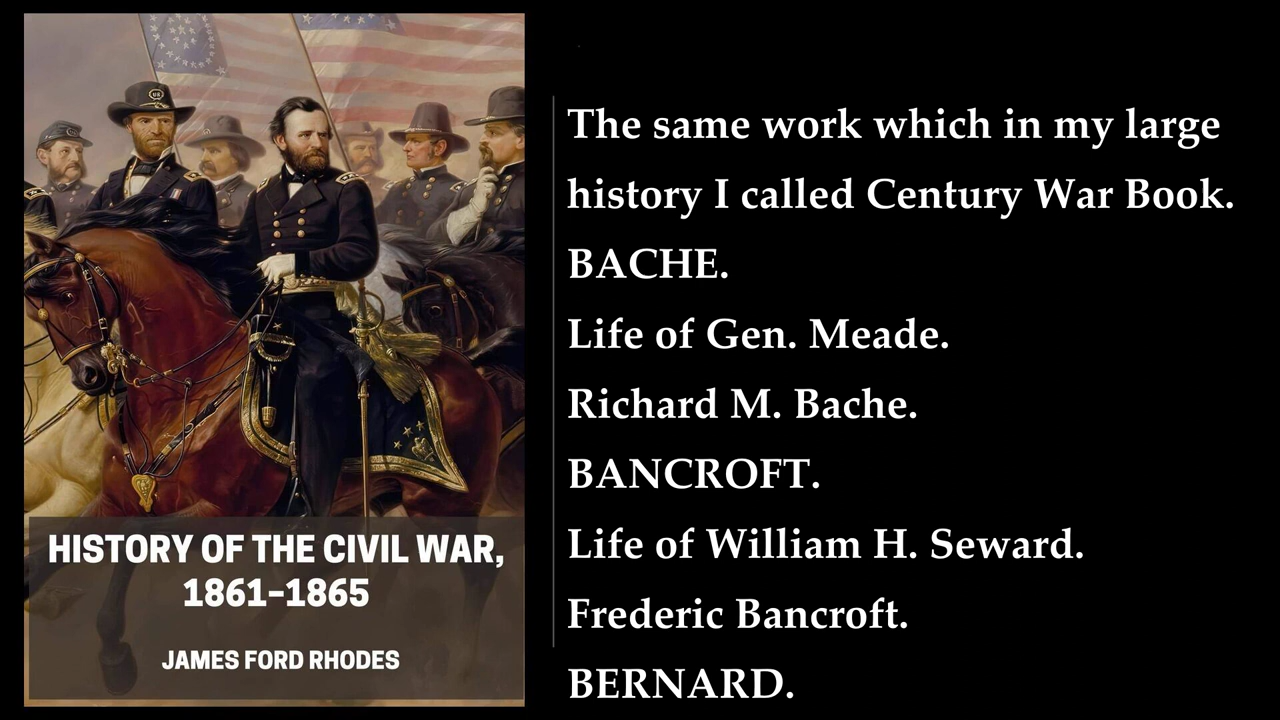 HISTORY OF THE CIVIL WAR,
1861–1865
JAMES FORD RHODES
The same work which in my large
history I called Century War Book.
BACHE.
Life of Gen. Meade.
Richard M. Bache.
BANCROFT.
Life of William H. Seward.
Frederic Bancroft.
BERNARD.